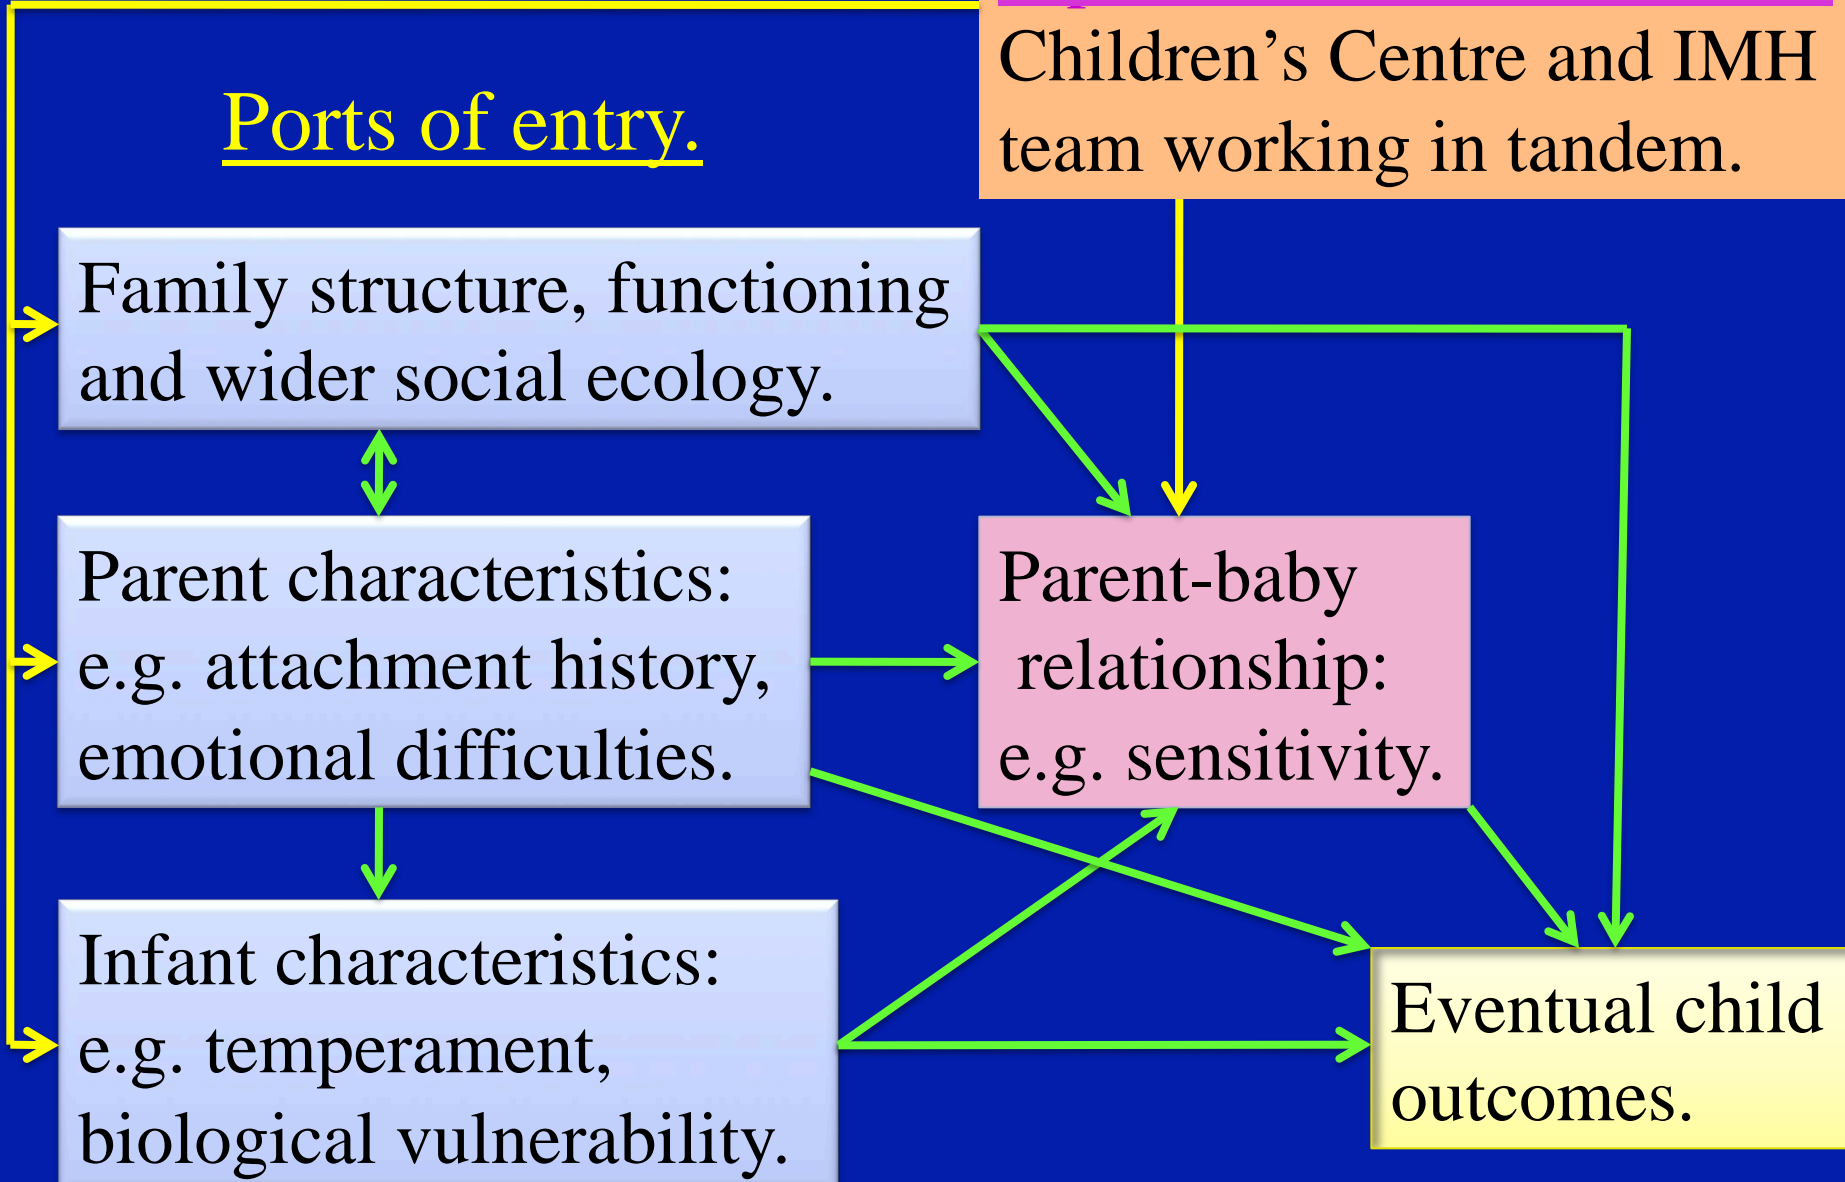 Children’s Centre and IMH
team working in tandem.
Ports of entry.
Family structure, functioning
and wider social ecology.
Parent characteristics:
e.g. attachment history,
emotional difficulties.
Parent-baby
relationship:
e.g. sensitivity.
Infant characteristics:
e.g. temperament,
biological vulnerability.
Eventual child
outcomes.